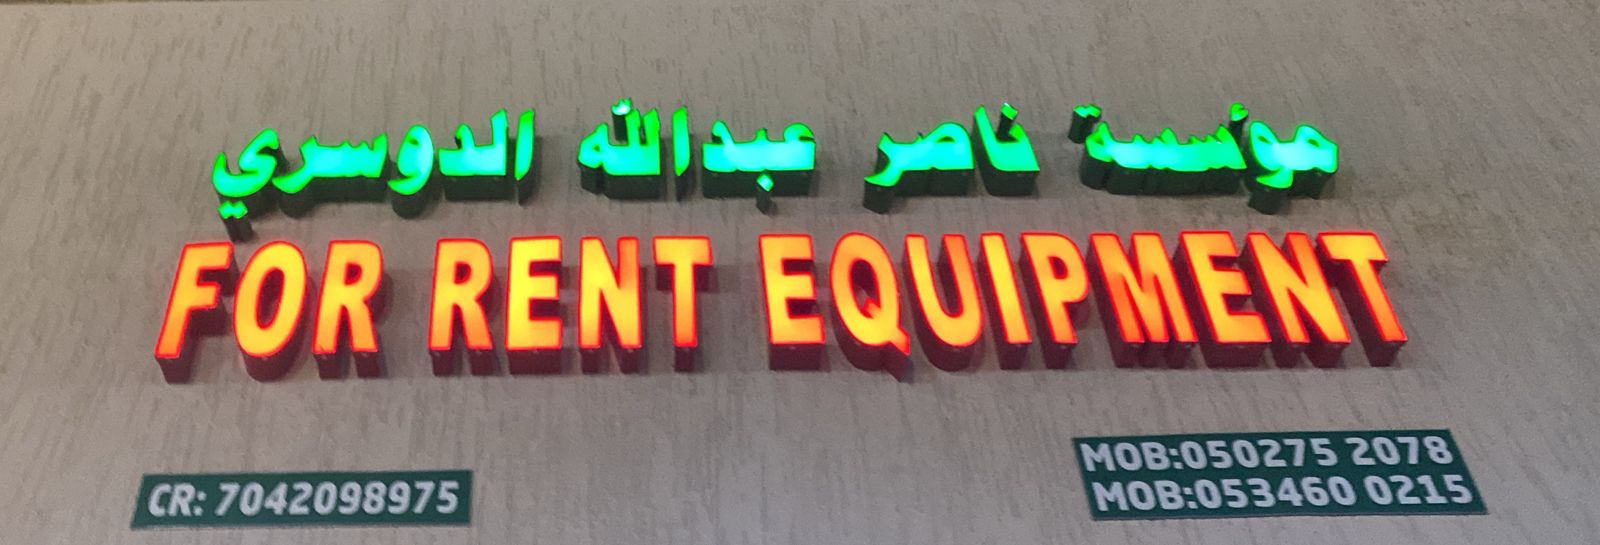 مؤسسة ناصر عبدالله الدوسري
FOR RENT EQUIPMENT
CR: 7042098975
MOB:050275 2078
MOB:053460 0215